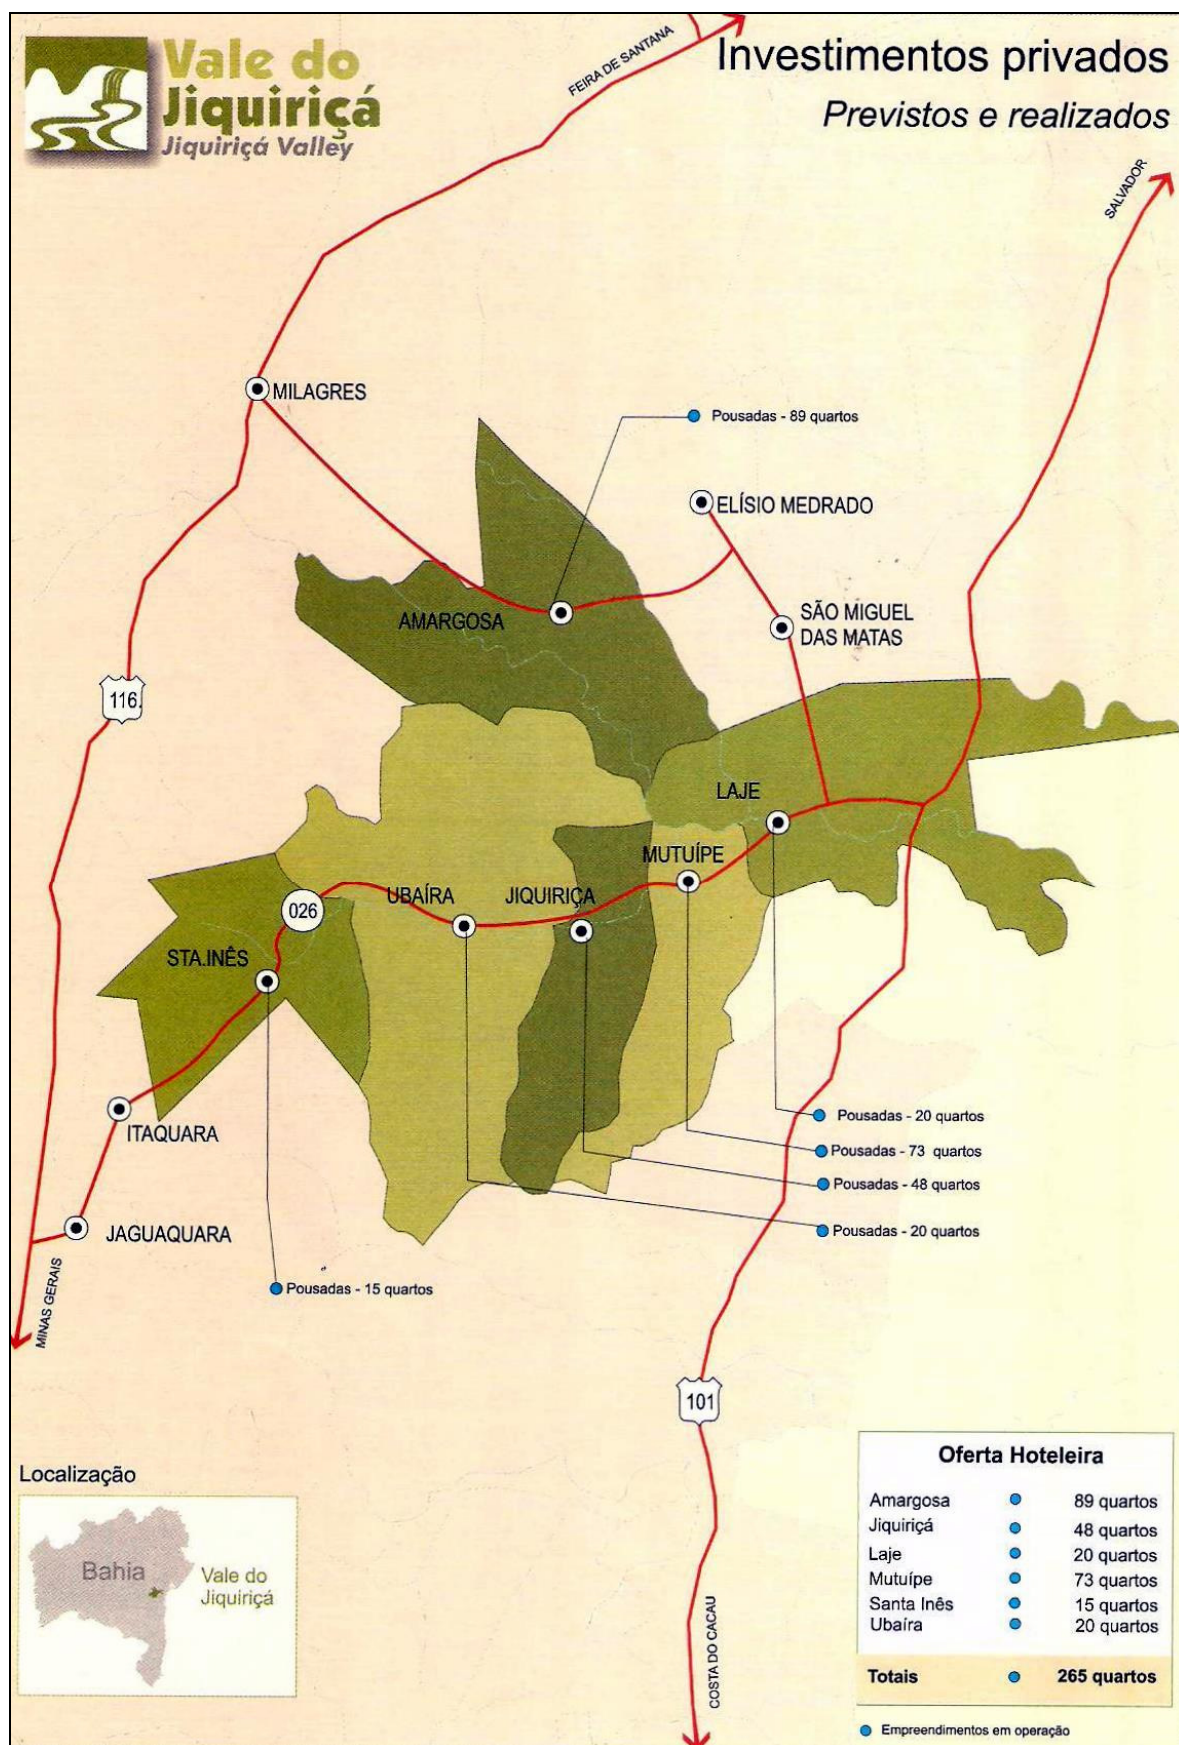 Vale do
Jiquiriçá
Jiquiriçá Valley
Investimentos privados
Previstos e realizados
FEIRA DE SANTANA
SALVADOR
MILAGRES
Pousadas - 89 quartos
ELÍSIO MEDRADO
AMARGOSA
SÃO MIGUEL
DAS MATAS
116.
LAJE
MUTUÍPE
UBAÍRA
JIQUIRIÇA
026
STA.INÊS
Pousadas - 20 quartos
ITAQUARA
Pousadas - 73 quartos
Pousadas - 48 quartos
JAGUAQUARA
Pousadas - 20 quartos
Pousadas - 15 quartos
MINAS GERAIS
101
COSTA DO CACAU
Localização
Bahia
Vale do
Jiquiriçá
Oferta Hoteleira
Amargosa 89 quartos
Jiquiriçá 48 quartos
Laje 20 quartos
Mutuípe 73 quartos
Santa Inês 15 quartos
Ubaíra 20 quartos
Totais 265 quartos
Empreendimentos em operação